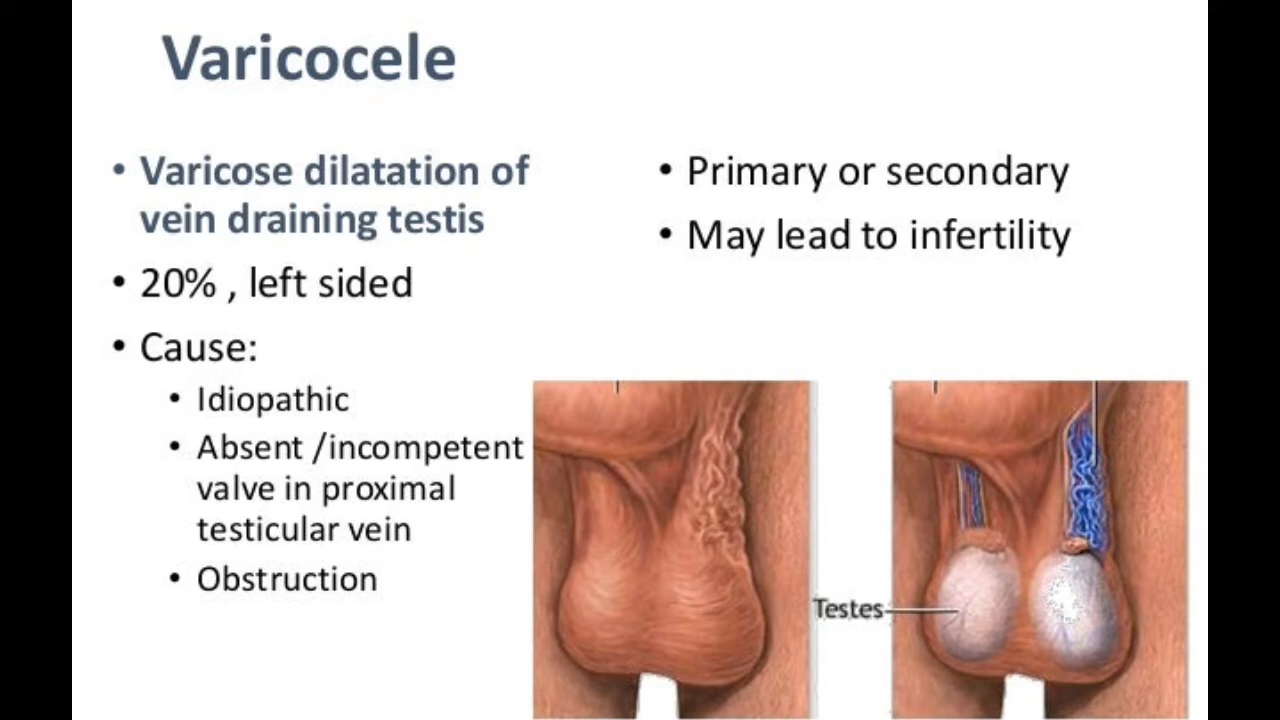 Varicocele
• Varicose dilatation of
vein draining testis
• 20% , left sided
• Cause:
• Idiopathic
• Absent /incompetent
valve in proximal
testicular vein
• Obstruction
• Primary or secondary
• May lead to infertility
Testes